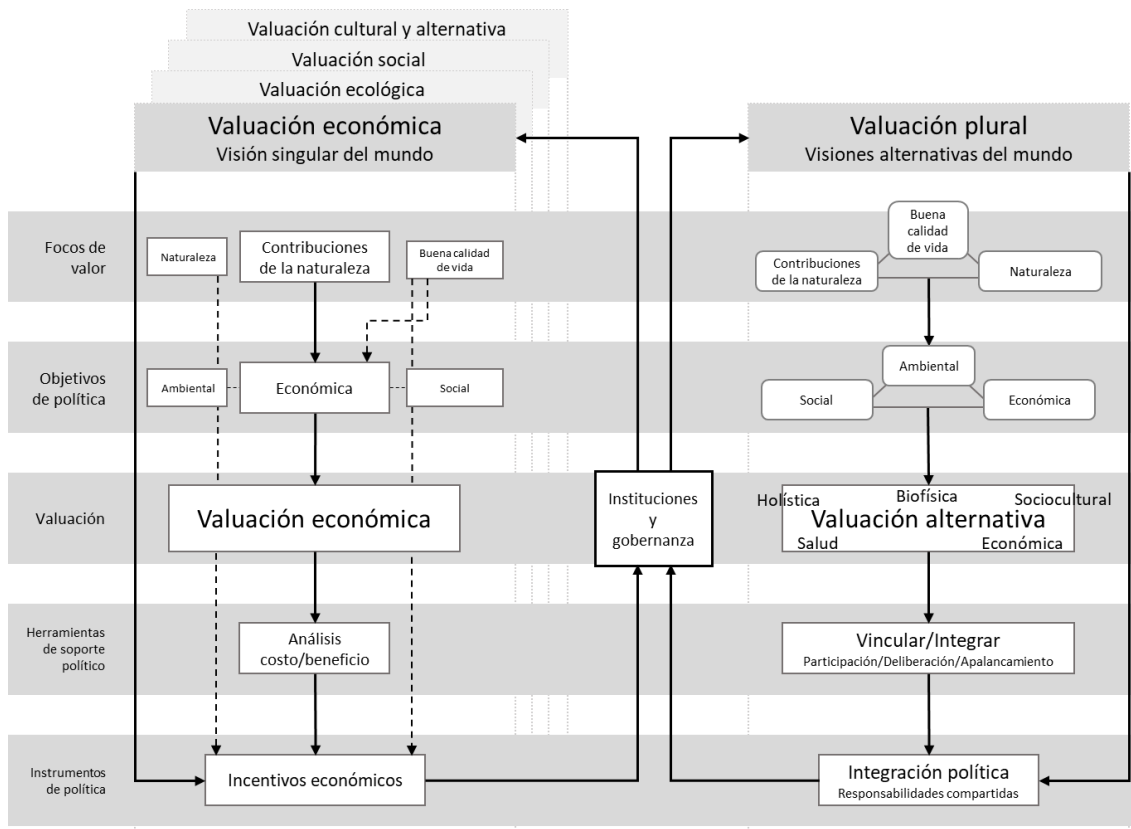 Valuación cultural y alternativa
Valuación social
Valuación ecológica
Valuación económica
Visión singular del mundo
Valuación plural
Visiones alternativas del mundo
Focos de
valor
Naturaleza
Contribuciones
de la naturaleza
Buena calidad
de vida
Buena
calidad
de vida
Contribuciones
de la naturaleza
Naturaleza
Objetivos
de política
Ambiental
Económica
Social
Ambiental
Social
Económica
Valuación
Valuación económica
Instituciones
y
gobernanza
Holística
Biofísica
Sociocultural
Valuación alternativa
Salud
Económica
Herramientas
de soporte
político
Análisis
costo/beneficio
Vincular/Integrar
Participación/Deliberación/Apalancamiento
Instrumentos
de política
Incentivos económicos
Integración política
Responsabilidades compartidas